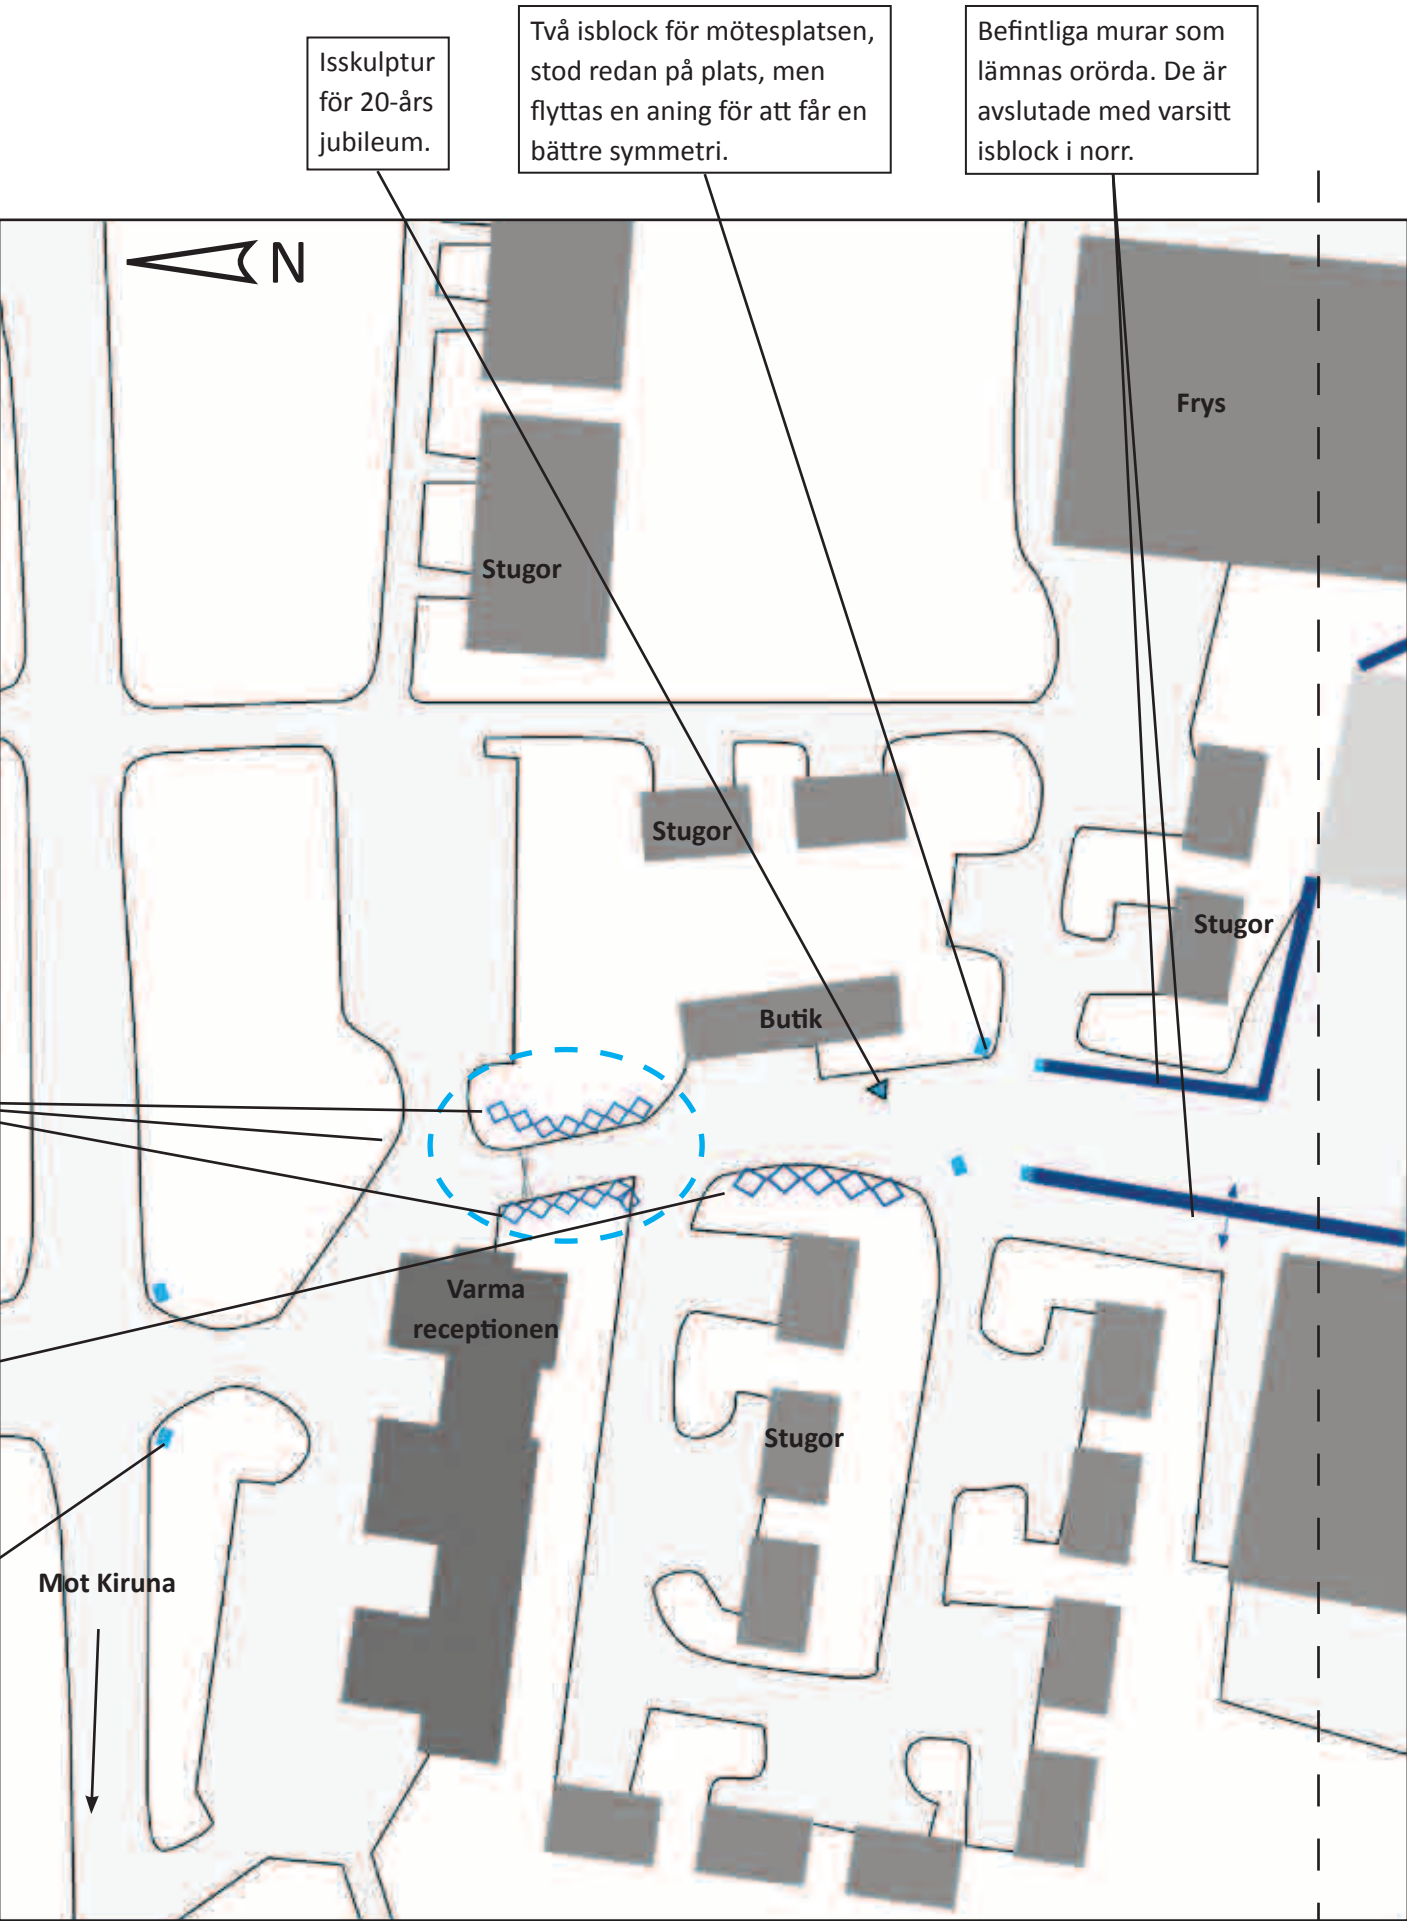 Isskulptur
för 20-års
jubileum.
Två isblock för mötesplatsen,
stod redan på plats, men
flyttas en aning för att får en
bättre symmetri.
Befintliga murar som
lämnas orörda. De är
avslutade med varsitt
isblock i norr.
N
Frys
Stugor
Stugor
Stugor
Butik
Varma
receptionen
Stugor
Mot Kiruna